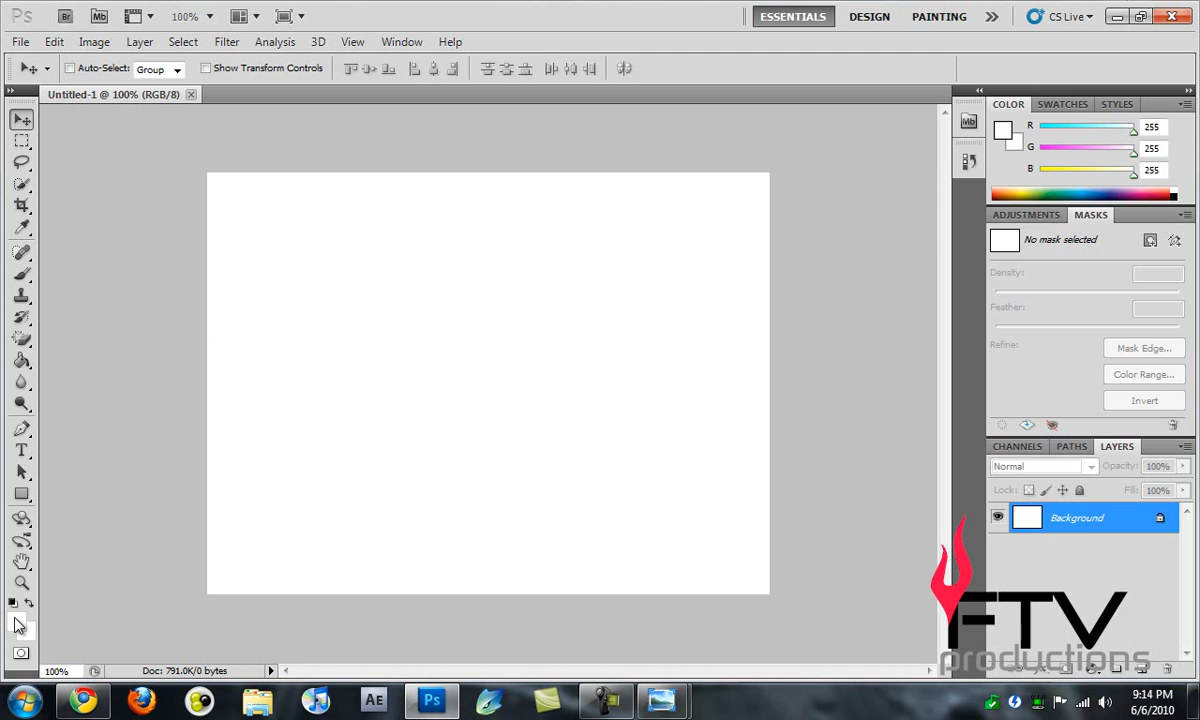 Ps Br Mb 100% ESSENTIALS DESIGN PAINTING CS Live
File Edit Image Layer Select Filter Analysis 3D View Window Help
Auto-Select: Group Show Transform Controls
Untitled-1 @ 100% (RGB/8)
COLOR SWATCHES STYLES
Mb
R 255
G 255
B 255
ADJUSTMENTS MASKS
No mask selected
Density:
Feather:
Refine: Mask Edge...
Color Range...
Invert
CHANNELS PATHS LAYERS
Normal Opacity: 100%
Lock: Fill: 100%
Background
T
FTV
productions
100% Doc: 791.0K/0 bytes
AE Ps
9:14 PM
6/6/2010